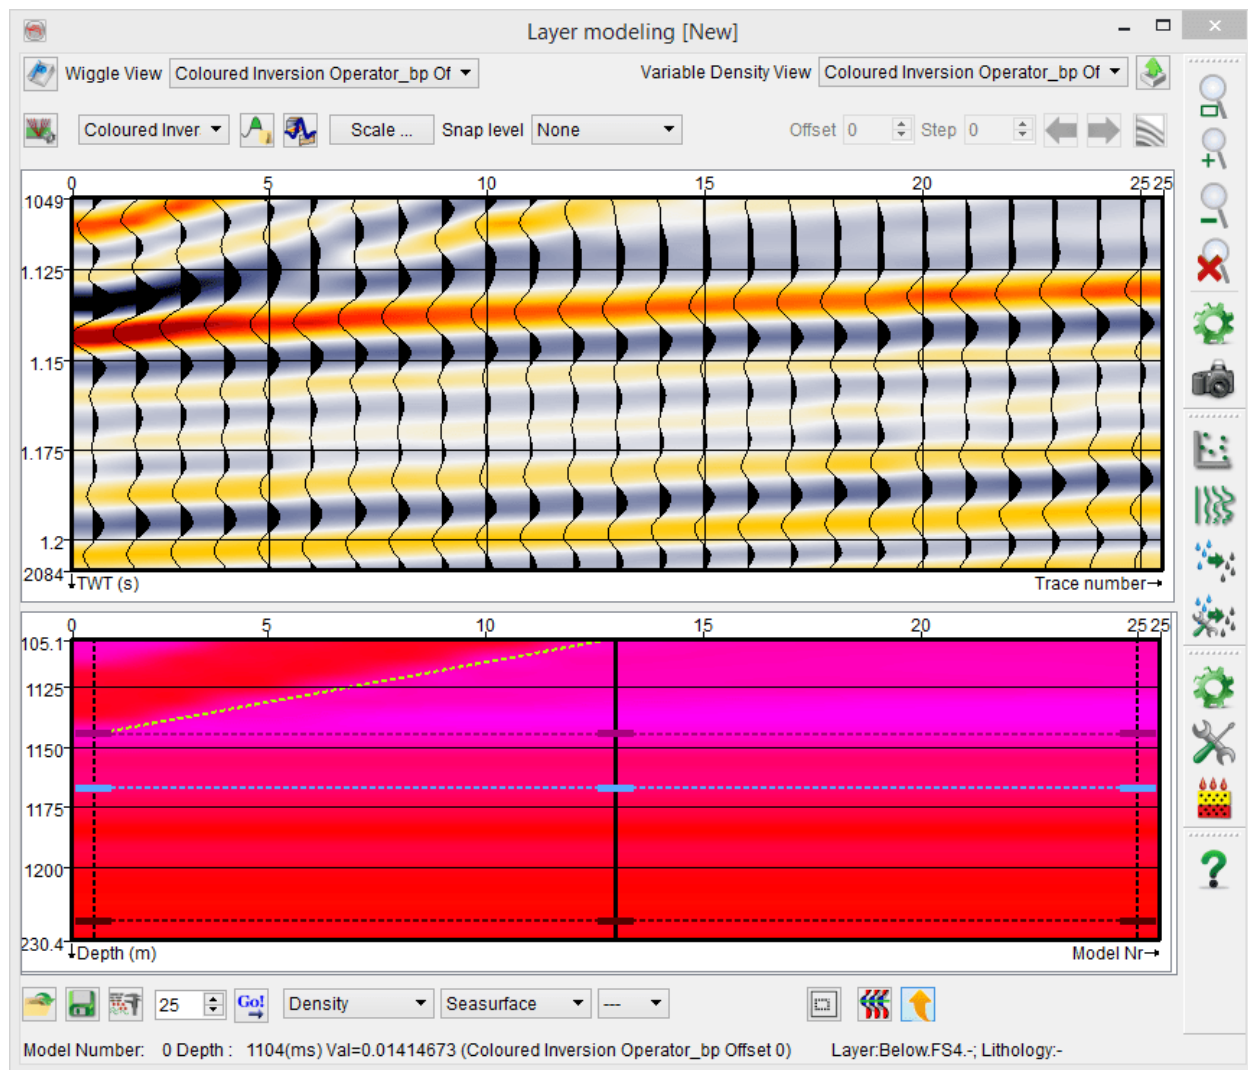 Layer modeling [New]
Wiggle View Coloured Inversion Operator_bp Of Variable Density View Coloured Inversion Operator_bp Of
Coloured Inver Scale ... Snap level None Offset 0 Step 0
0 5 10 15 20 25 25
1049
1.125
1.15
1.175
1.2
2084
TWT (s) Trace number
0 5 10 15 20 25 25
105.1
1125
1150
1175
1200
230.4
Depth (m) Model Nr
25 Go! Density Seasurface ---
Model Number: 0 Depth : 1104(ms) Val=0.01414673 (Coloured Inversion Operator_bp Offset 0) Layer:Below.FS4.-; Lithology:-